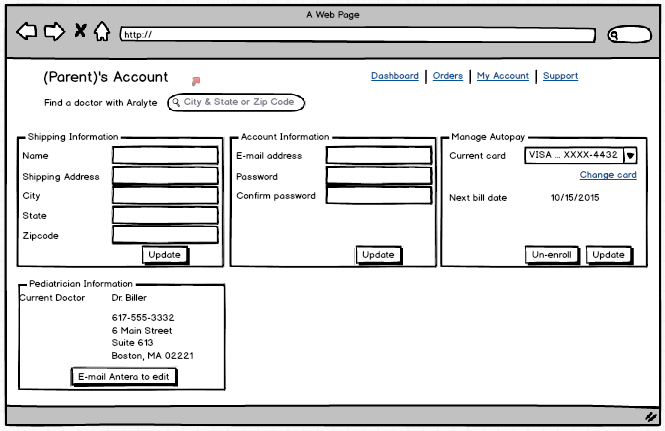 A Web Page
http://
(Parent)'s Account
Dashboard | Orders | My Account | Support
Find a doctor with Aralyte
City & State or Zip Code
Shipping Information
Name
Shipping Address
City
State
Zipcode
Update
Account Information
E-mail address
Password
Confirm password
Update
Manage Autopay
Current card VISA ... XXXX-4432
Change card
Next bill date 10/15/2015
Un-enroll Update
Pediatrician Information
Current Doctor Dr. Biller
617-555-3332
6 Main Street
Suite 613
Boston, MA 02221
E-mail Antera to edit